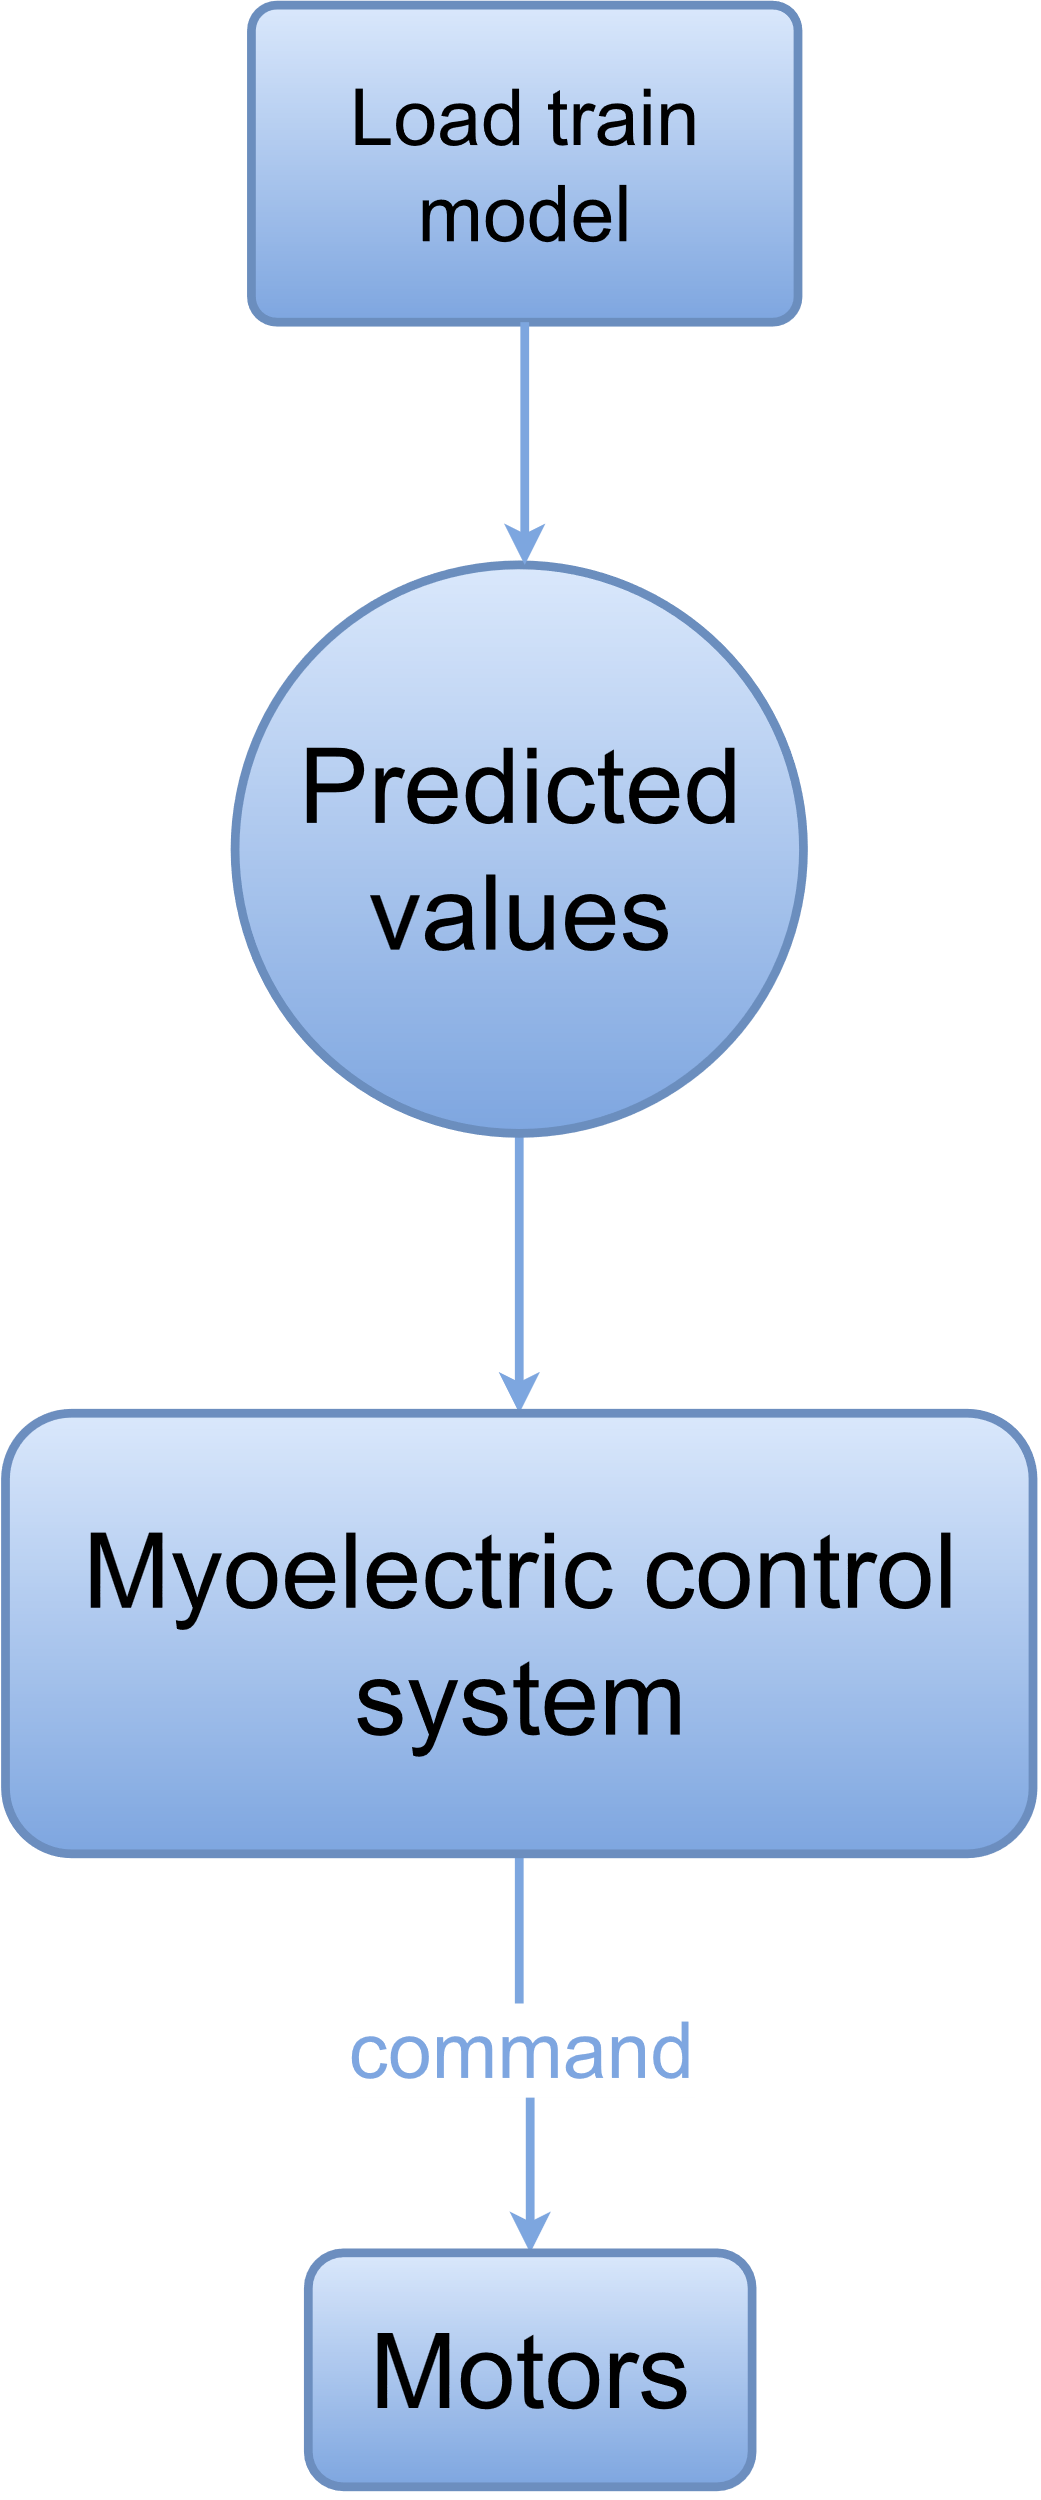 Load train
model
Predicted
values
Myoelectric control
system
command
Motors